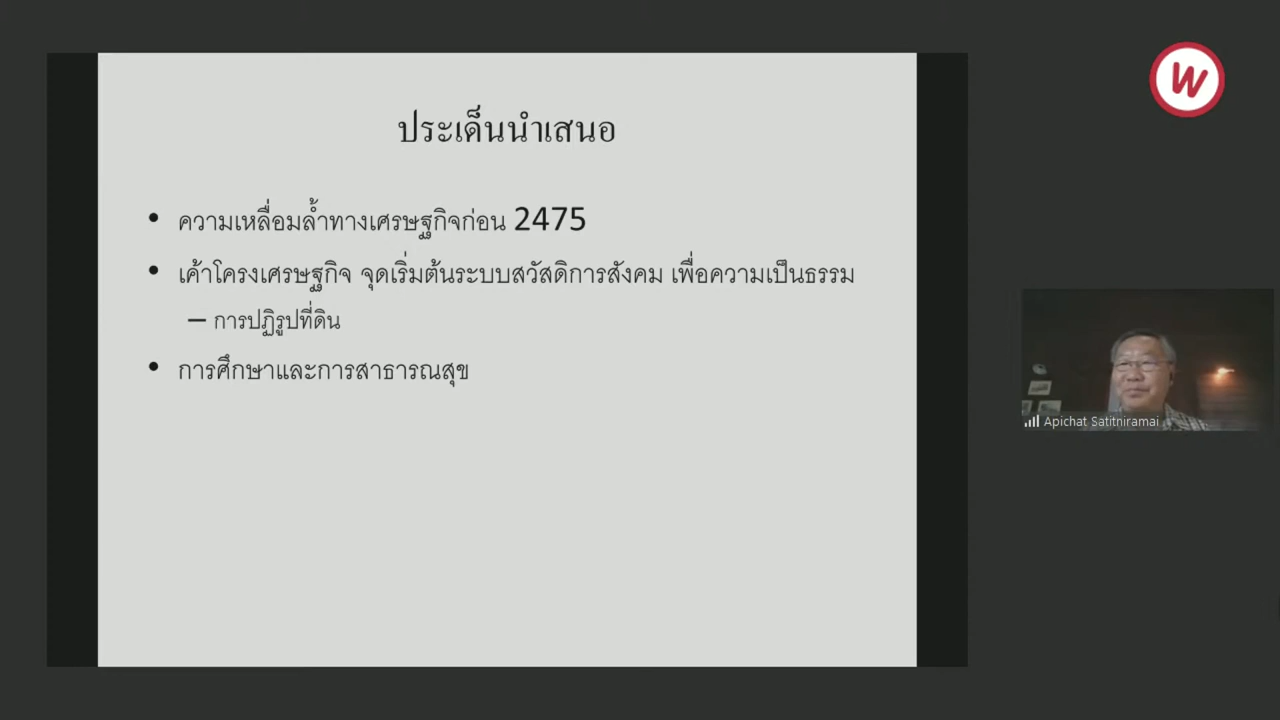 ประเด็นนำเสนอ
• ความเหลื่อมล้ำทางเศรษฐกิจก่อน 2475
• เค้าโครงเศรษฐกิจ จุดเริ่มต้นระบบสวัสดิการสังคม เพื่อความเป็นธรรม
– การปฏิรูปที่ดิน
• การศึกษาและการสาธารณสุข
W
Apichat Satitniramai